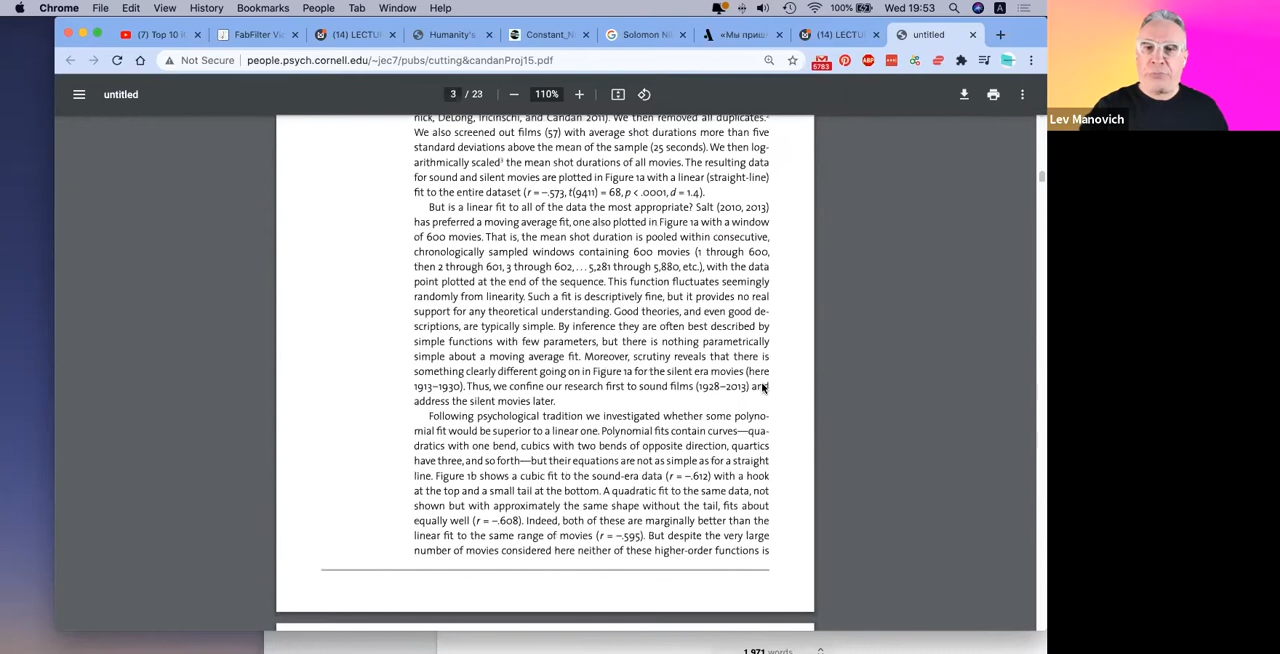 Chrome File Edit View History Bookmarks People Tab Window Help 100% Wed 19:53
(7) Top 10 i
FabFilter Vi
(14) LECTU
Humanity's
Constant_N
Solomon N
«Мы приш
(14) LECTU
untitled
Not Secure people.psych.cornell.edu/~jec7/pubs/cutting&candanProj15.pdf
5783
ABP
untitled
3 / 23
110%
nick, DeLong, Iricinschi, and Candan 2011). We then removed all duplicates.²
We also screened out films (57) with average shot durations more than five
standard deviations above the mean of the sample (25 seconds). We then log-
arithmically scaled³ the mean shot durations of all movies. The resulting data
for sound and silent movies are plotted in Figure 1a with a linear (straight-line)
fit to the entire dataset (r = –.573, t(9411) = 68, p < .0001, d = 1.4).
But is a linear fit to all of the data the most appropriate? Salt (2010, 2013)
has preferred a moving average fit, one also plotted in Figure 1a with a window
of 600 movies. That is, the mean shot duration is pooled within consecutive,
chronologically sampled windows containing 600 movies (1 through 600,
then 2 through 601, 3 through 602, ... 5,281 through 5,880, etc.), with the data
point plotted at the end of the sequence. This function fluctuates seemingly
randomly from linearity. Such a fit is descriptively fine, but it provides no real
support for any theoretical understanding. Good theories, and even good de-
scriptions, are typically simple. By inference they are often best described by
simple functions with few parameters, but there is nothing parametrically
simple about a moving average fit. Moreover, scrutiny reveals that there is
something clearly different going on in Figure 1a for the silent era movies (here
1913–1930). Thus, we confine our research first to sound films (1928–2013) and
address the silent movies later.
Following psychological tradition we investigated whether some polyno-
mial fit would be superior to a linear one. Polynomial fits contain curves—qua-
dratics with one bend, cubics with two bends of opposite direction, quartics
have three, and so forth—but their equations are not as simple as for a straight
line. Figure 1b shows a cubic fit to the sound-era data (r = –.612) with a hook
at the top and a small tail at the bottom. A quadratic fit to the same data, not
shown but with approximately the same shape without the tail, fits about
equally well (r = –.608). Indeed, both of these are marginally better than the
linear fit to the same range of movies (r = –.595). But despite the very large
number of movies considered here neither of these higher-order functions is
1,971 words
Lev Manovich